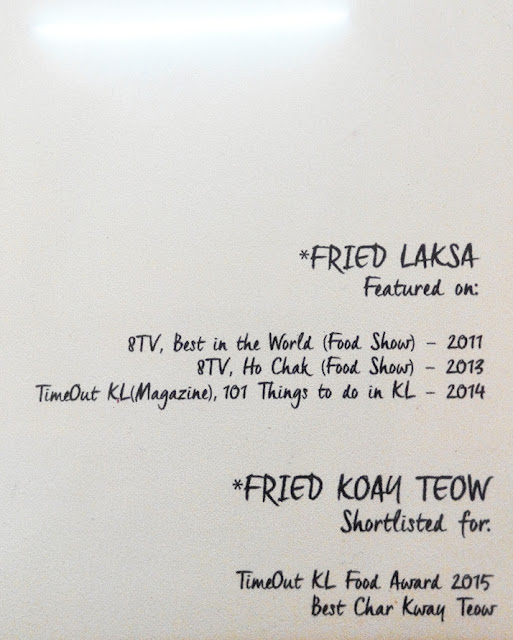 *FRIED LAKSA
Featured on:
8TV, Best in the World (Food Show) - 2011
8TV, Ho Chak (Food Show) - 2013
TimeOut KL(Magazine), 101 Things to do in KL - 2014
*FRIED KOAY TEOW
Shortlisted for:
TimeOut KL Food Award 2015
Best Char Kway Teow